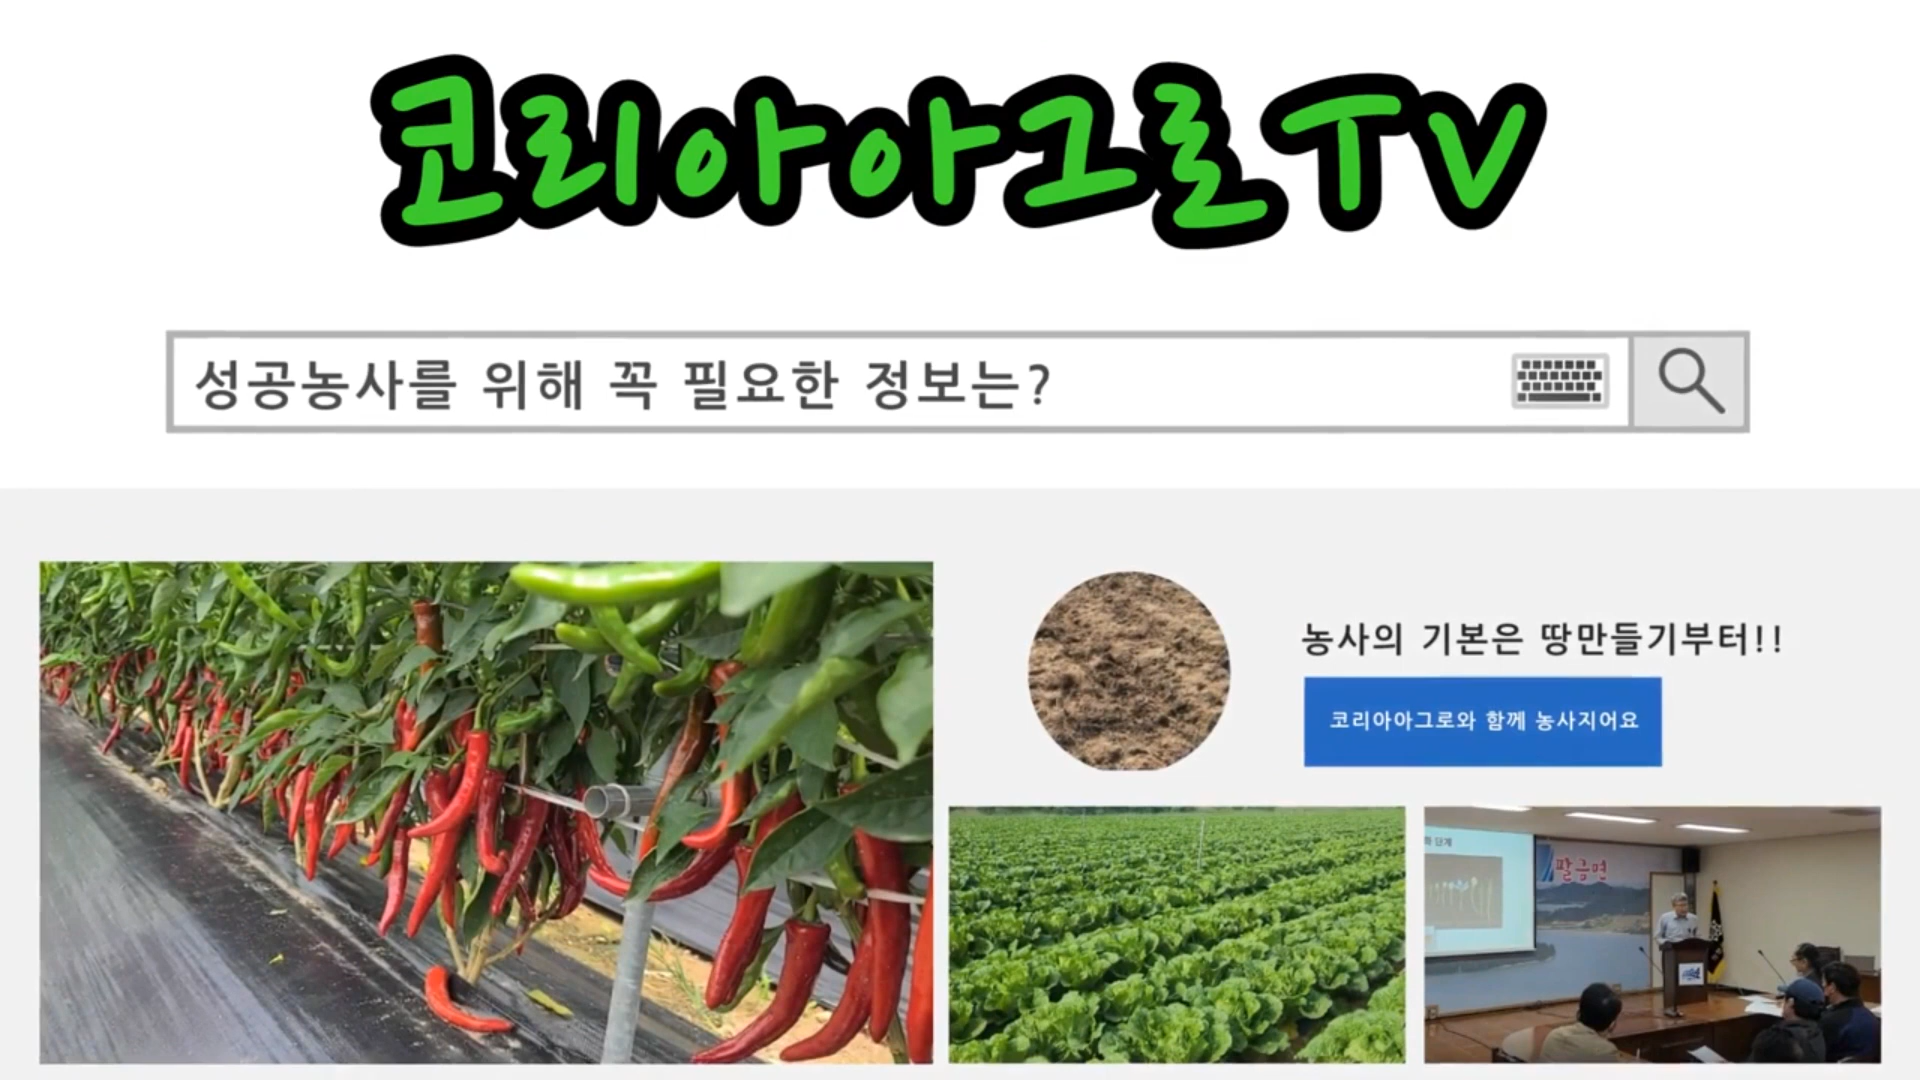 코리아아그로TV
성공농사를 위해 꼭 필요한 정보는?
농사의 기본은 땅만들기부터!!
코리아아그로와 함께 농사지어요
단계
팔금면